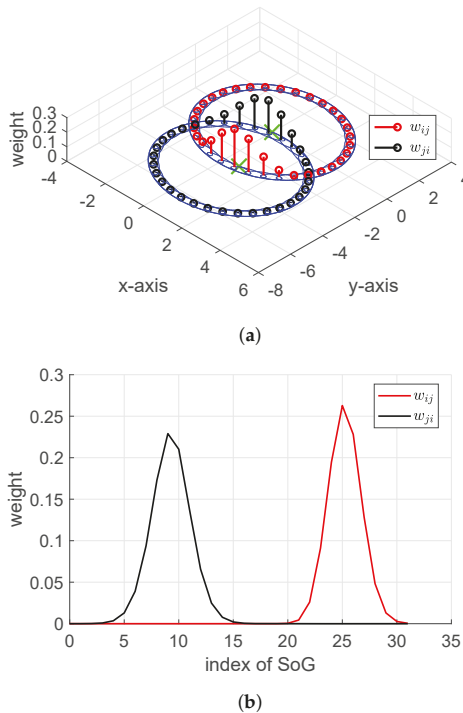 0.3
0.2
0.1
0
weight
-4
-2
0
2
4
6
x-axis
-8
-6
-4
-2
0
2
4
y-axis
w_{ij}
w_{ji}
(a)
0.3
0.25
0.2
0.15
0.1
0.05
0
weight
0 5 10 15 20 25 30 35
index of SoG
w_{ij}
w_{ji}
(b)